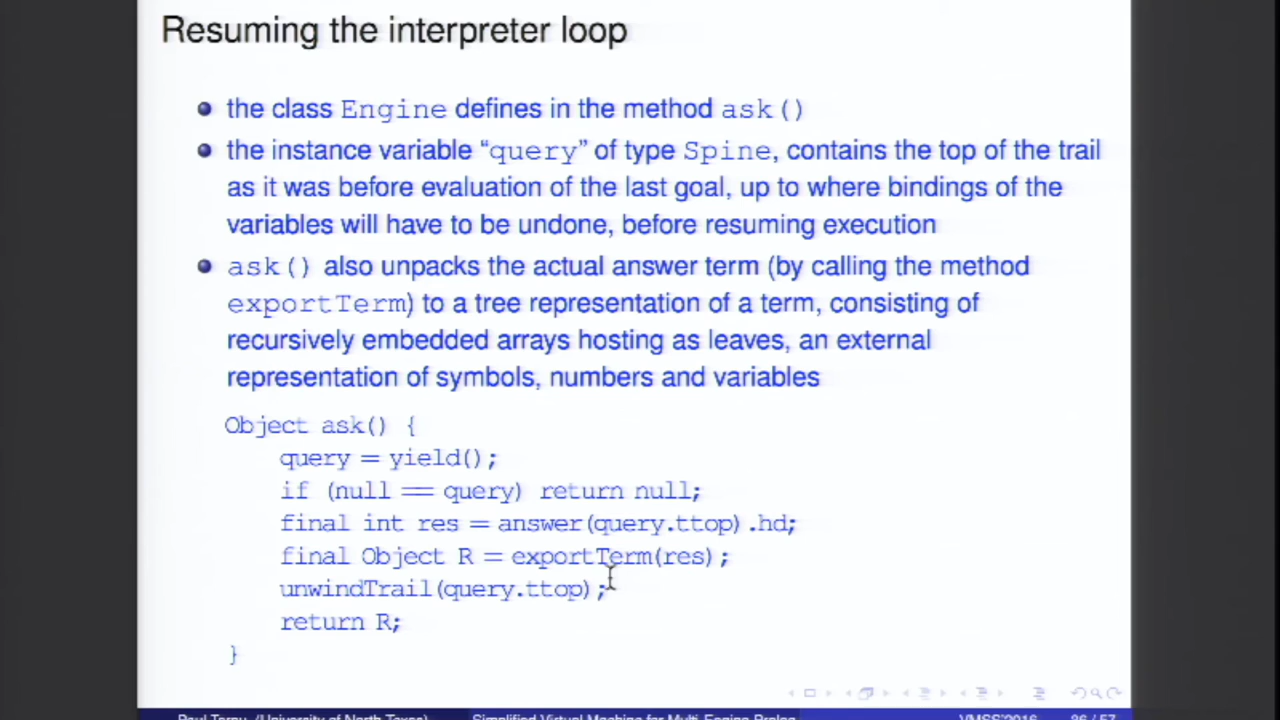 Resuming the interpreter loop
the class Engine defines in the method ask()
the instance variable “query” of type Spine, contains the top of the trail
as it was before evaluation of the last goal, up to where bindings of the
variables will have to be undone, before resuming execution
ask() also unpacks the actual answer term (by calling the method
exportTerm) to a tree representation of a term, consisting of
recursively embedded arrays hosting as leaves, an external
representation of symbols, numbers and variables
Object ask() {
query = yield();
if (null == query) return null;
final int res = answer(query.ttop).hd;
final Object R = exportTerm(res);
unwindTrail(query.ttop);
return R;
}
Paul Tarau (University of North Texas) Simplified Virtual Machine for Multi-Engine Prolog VMSS'2016 36 / 57